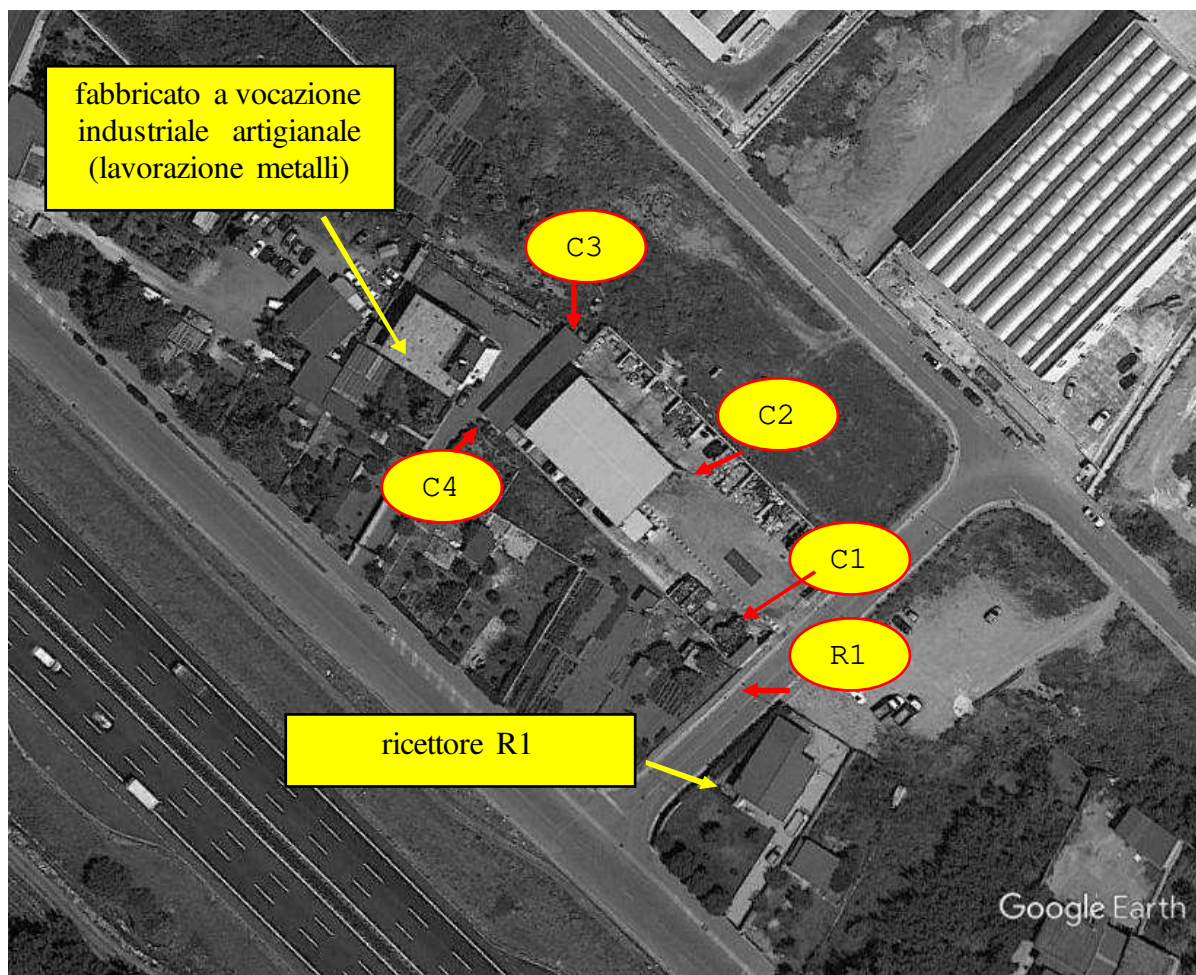 fabbricato a vocazione
industriale artigianale
(lavorazione metalli)
C3
C2
C4
C1
R1
ricettore R1
Google Earth